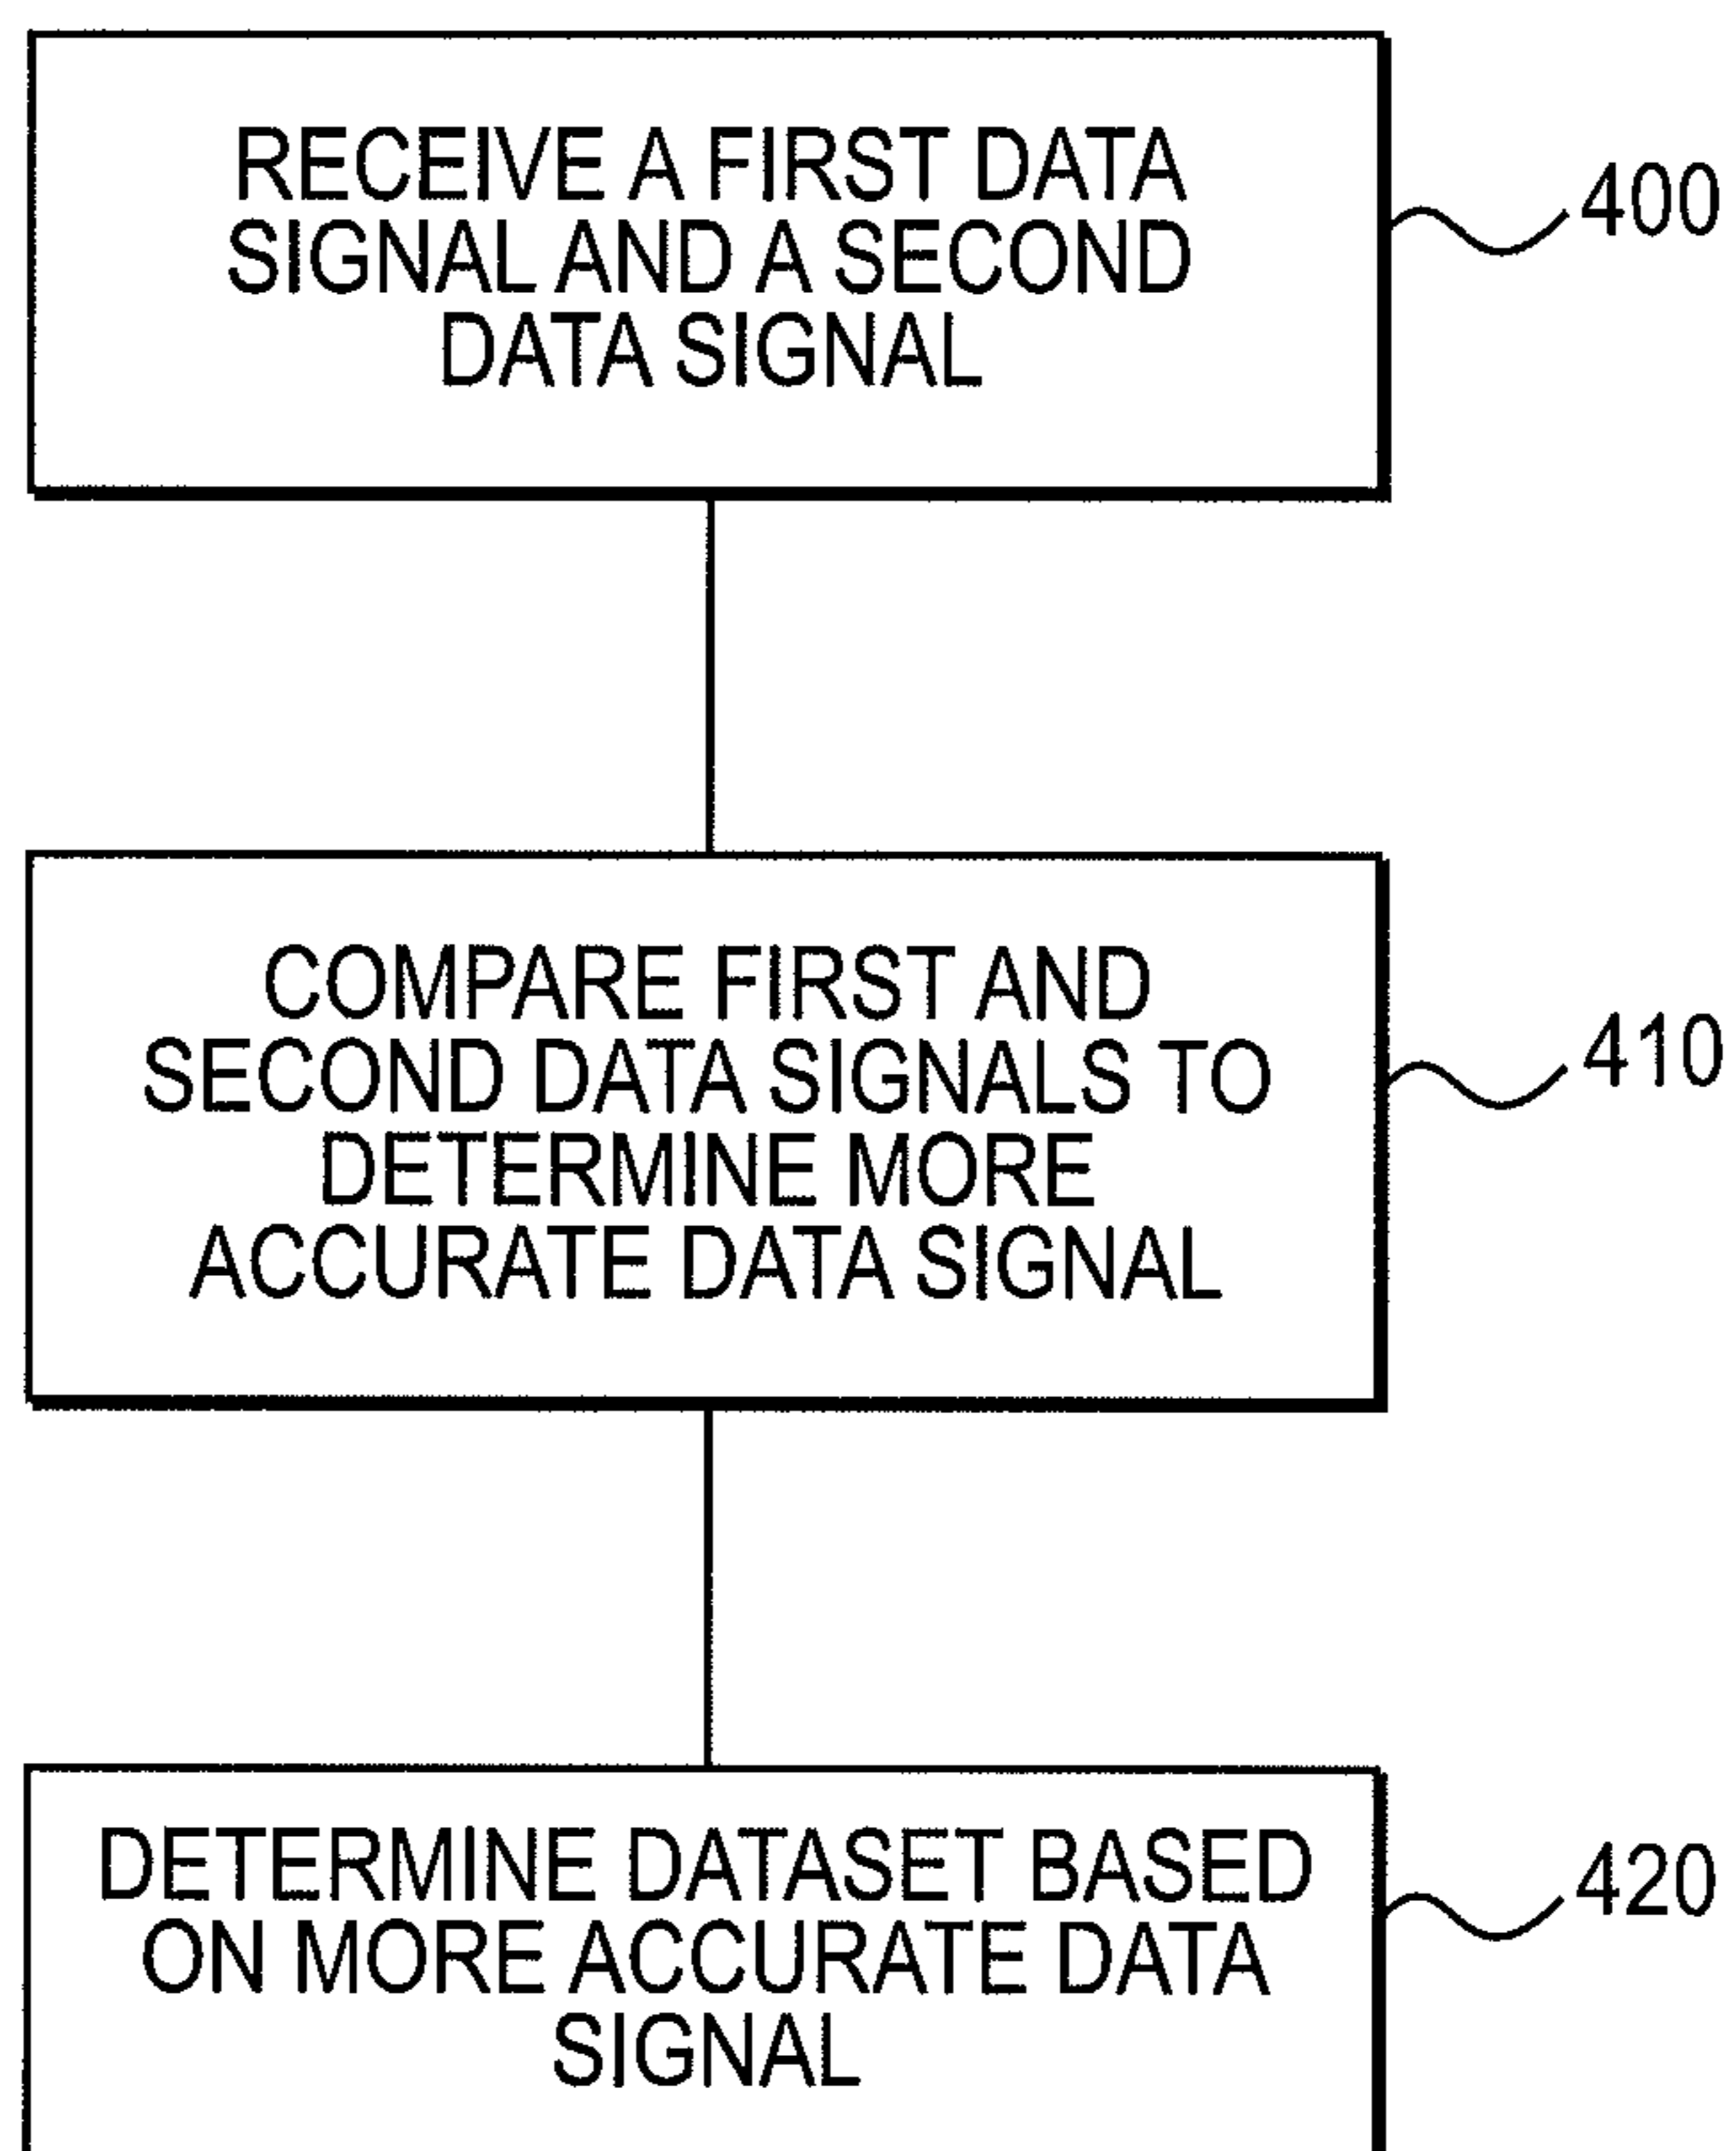 RECEIVE A FIRST DATA
SIGNAL AND A SECOND
DATA SIGNAL
400
COMPARE FIRST AND
SECOND DATA SIGNALS TO
DETERMINE MORE
ACCURATE DATA SIGNAL
410
DETERMINE DATASET BASED
ON MORE ACCURATE DATA
SIGNAL
420